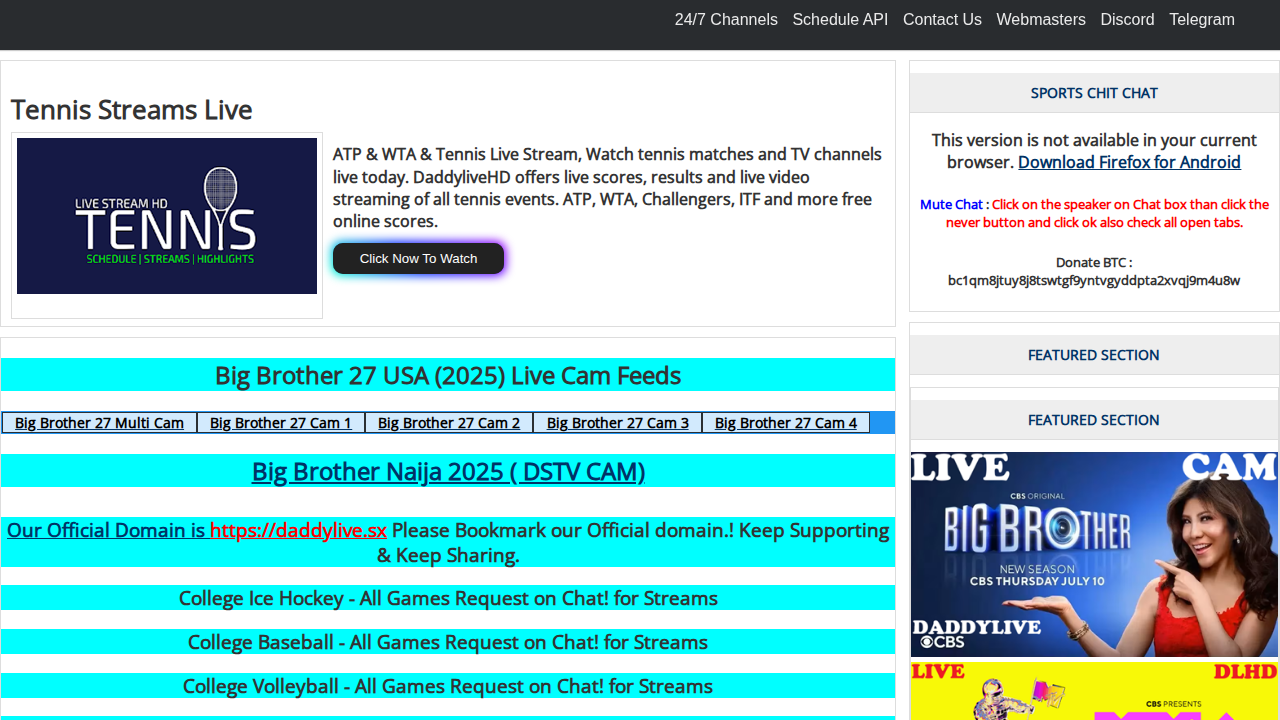 24/7 Channels Schedule API Contact Us Webmasters Discord Telegram
Tennis Streams Live
LIVE STREAM HD
TENNIS
SCHEDULE | STREAMS | HIGHLIGHTS
ATP & WTA & Tennis Live Stream, Watch tennis matches and TV channels
live today. DaddyliveHD offers live scores, results and live video
streaming of all tennis events. ATP, WTA, Challengers, ITF and more free
online scores.
Click Now To Watch
Big Brother 27 USA (2025) Live Cam Feeds
Big Brother 27 Multi Cam Big Brother 27 Cam 1 Big Brother 27 Cam 2 Big Brother 27 Cam 3 Big Brother 27 Cam 4
Big Brother Naija 2025 ( DSTV CAM)
Our Official Domain is https://daddylive.sx Please Bookmark our Official domain.! Keep Supporting
& Keep Sharing.
College Ice Hockey - All Games Request on Chat! for Streams
College Baseball - All Games Request on Chat! for Streams
College Volleyball - All Games Request on Chat! for Streams
SPORTS CHIT CHAT
This version is not available in your current
browser. Download Firefox for Android
Mute Chat : Click on the speaker on Chat box than click the
never button and click ok also check all open tabs.
Donate BTC :
bc1qm8jtuy8j8tswtgf9yntvgyddpta2xvqj9m4u8w
FEATURED SECTION
FEATURED SECTION
LIVE CAM
CBS ORIGINAL
BIG BROTHER
NEW SEASON
CBS THURSDAY JULY 10
DADDYLIVE
CBS
LIVE DLHD
CBS PRESENTS